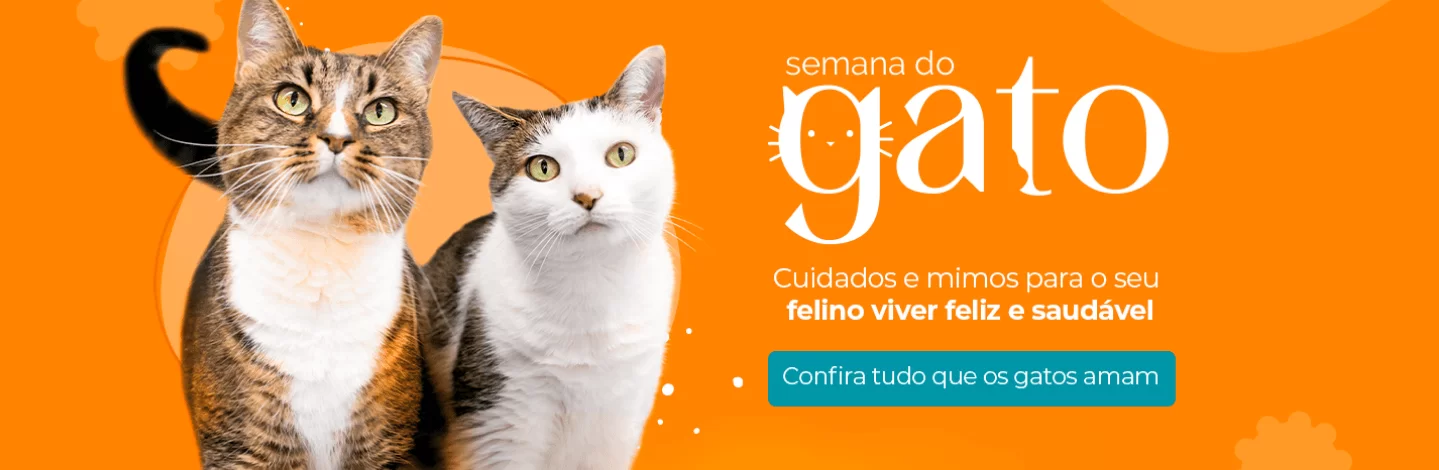 semana do
gato
Cuidados e mimos para o seu
felino viver feliz e saudável
Confira tudo que os gatos amam